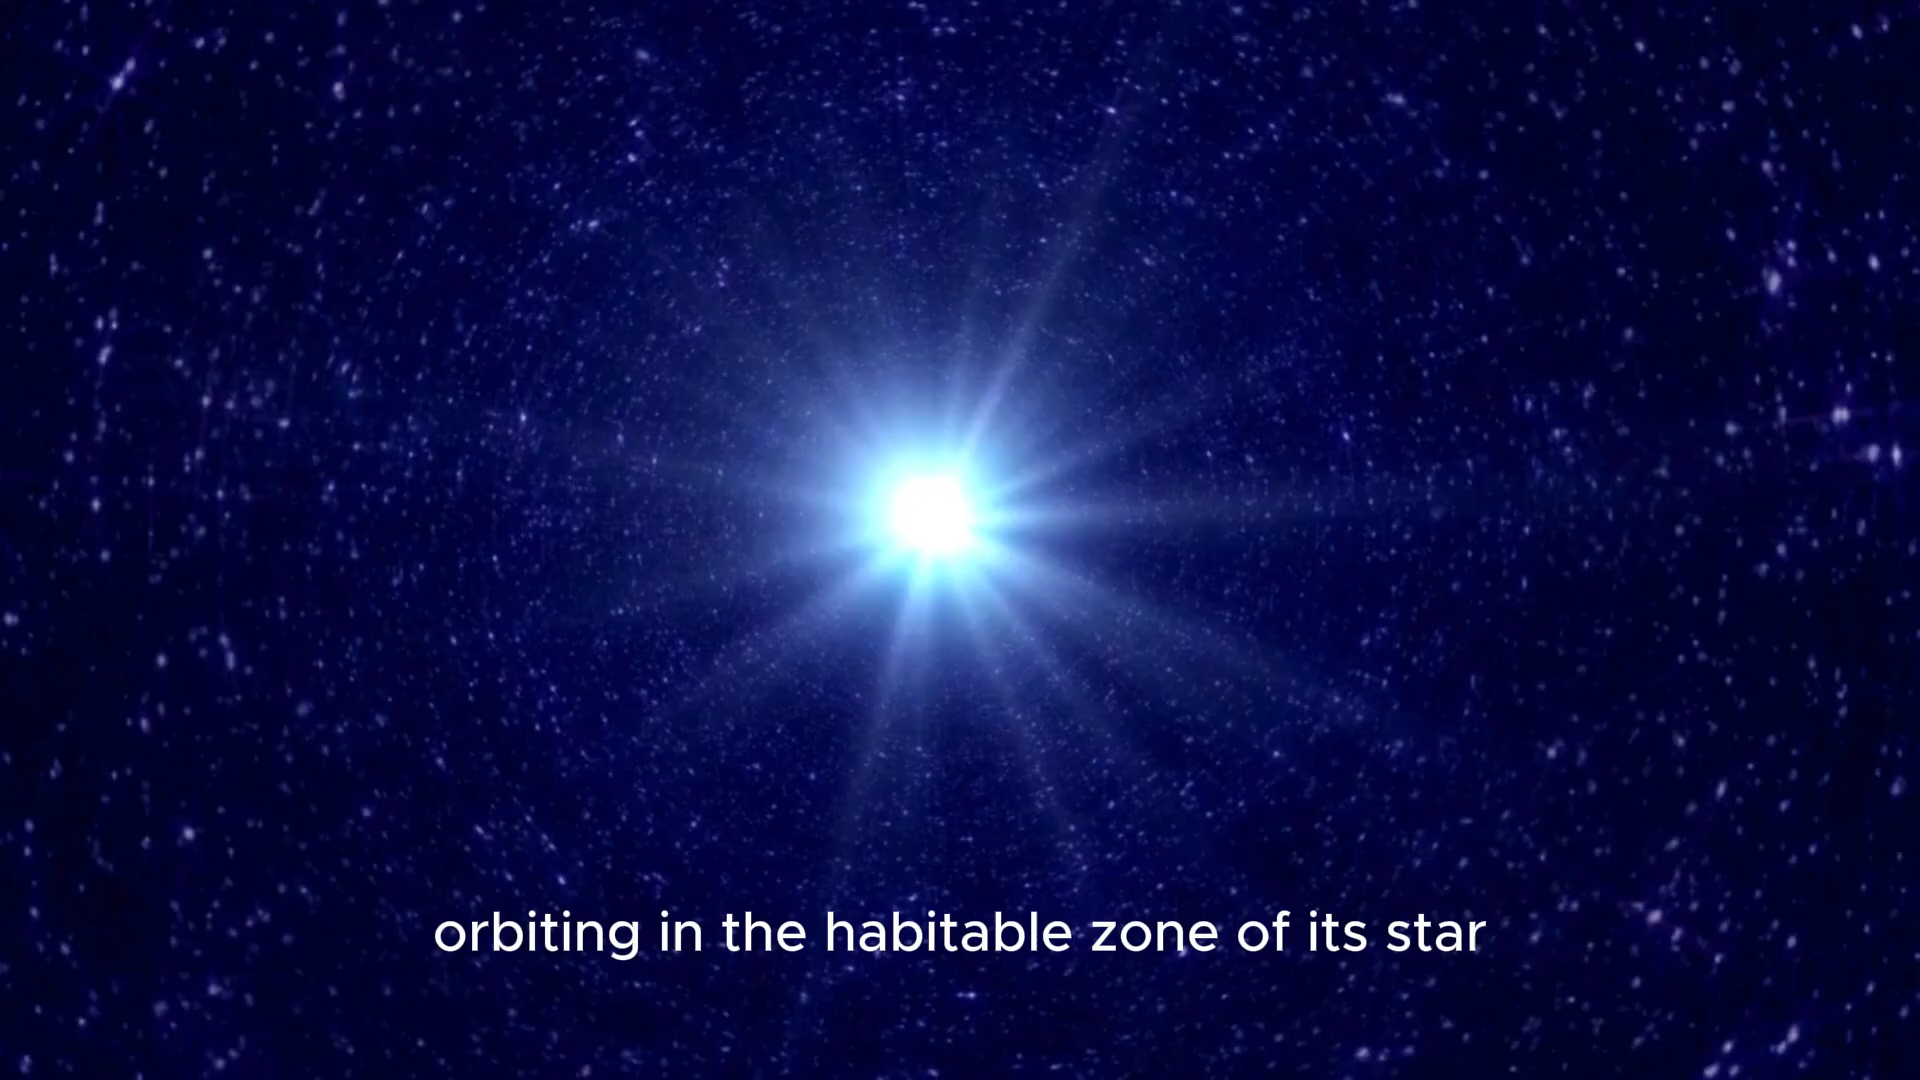 orbiting in the habitable zone of its star